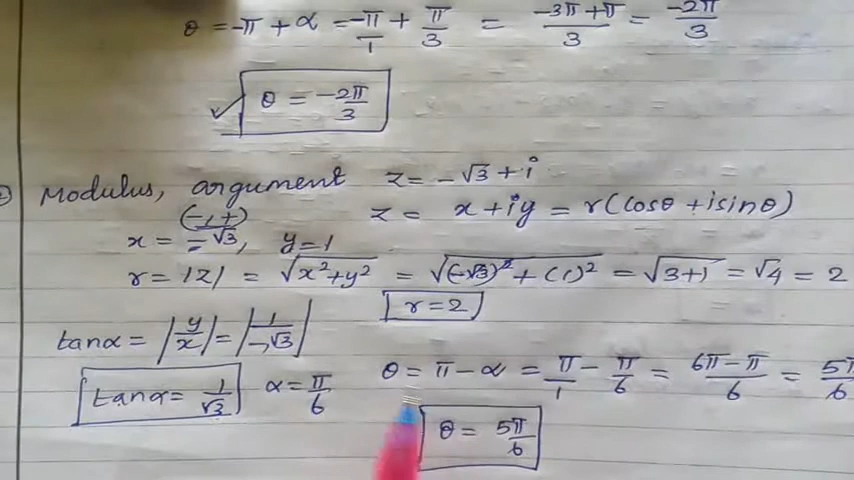 θ = -π + α = -π/1 + π/3 = -3π + π/3 = -2π/3
θ = -2π/3
Modulus, argument z = -√3 + i
(-, +) z = x + iy = r(cosθ + isinθ)
x = -√3, y = 1
r = |z| = √x² + y² = √(-√3)² + (1)² = √3+1 = √4 = 2
r = 2
tanα = |y/x| = |1/-√3|
θ = π - α = π/1 - π/6 = 6π - π/6 = 5π/6
tanα = 1/√3 α = π/6
θ = 5π/6